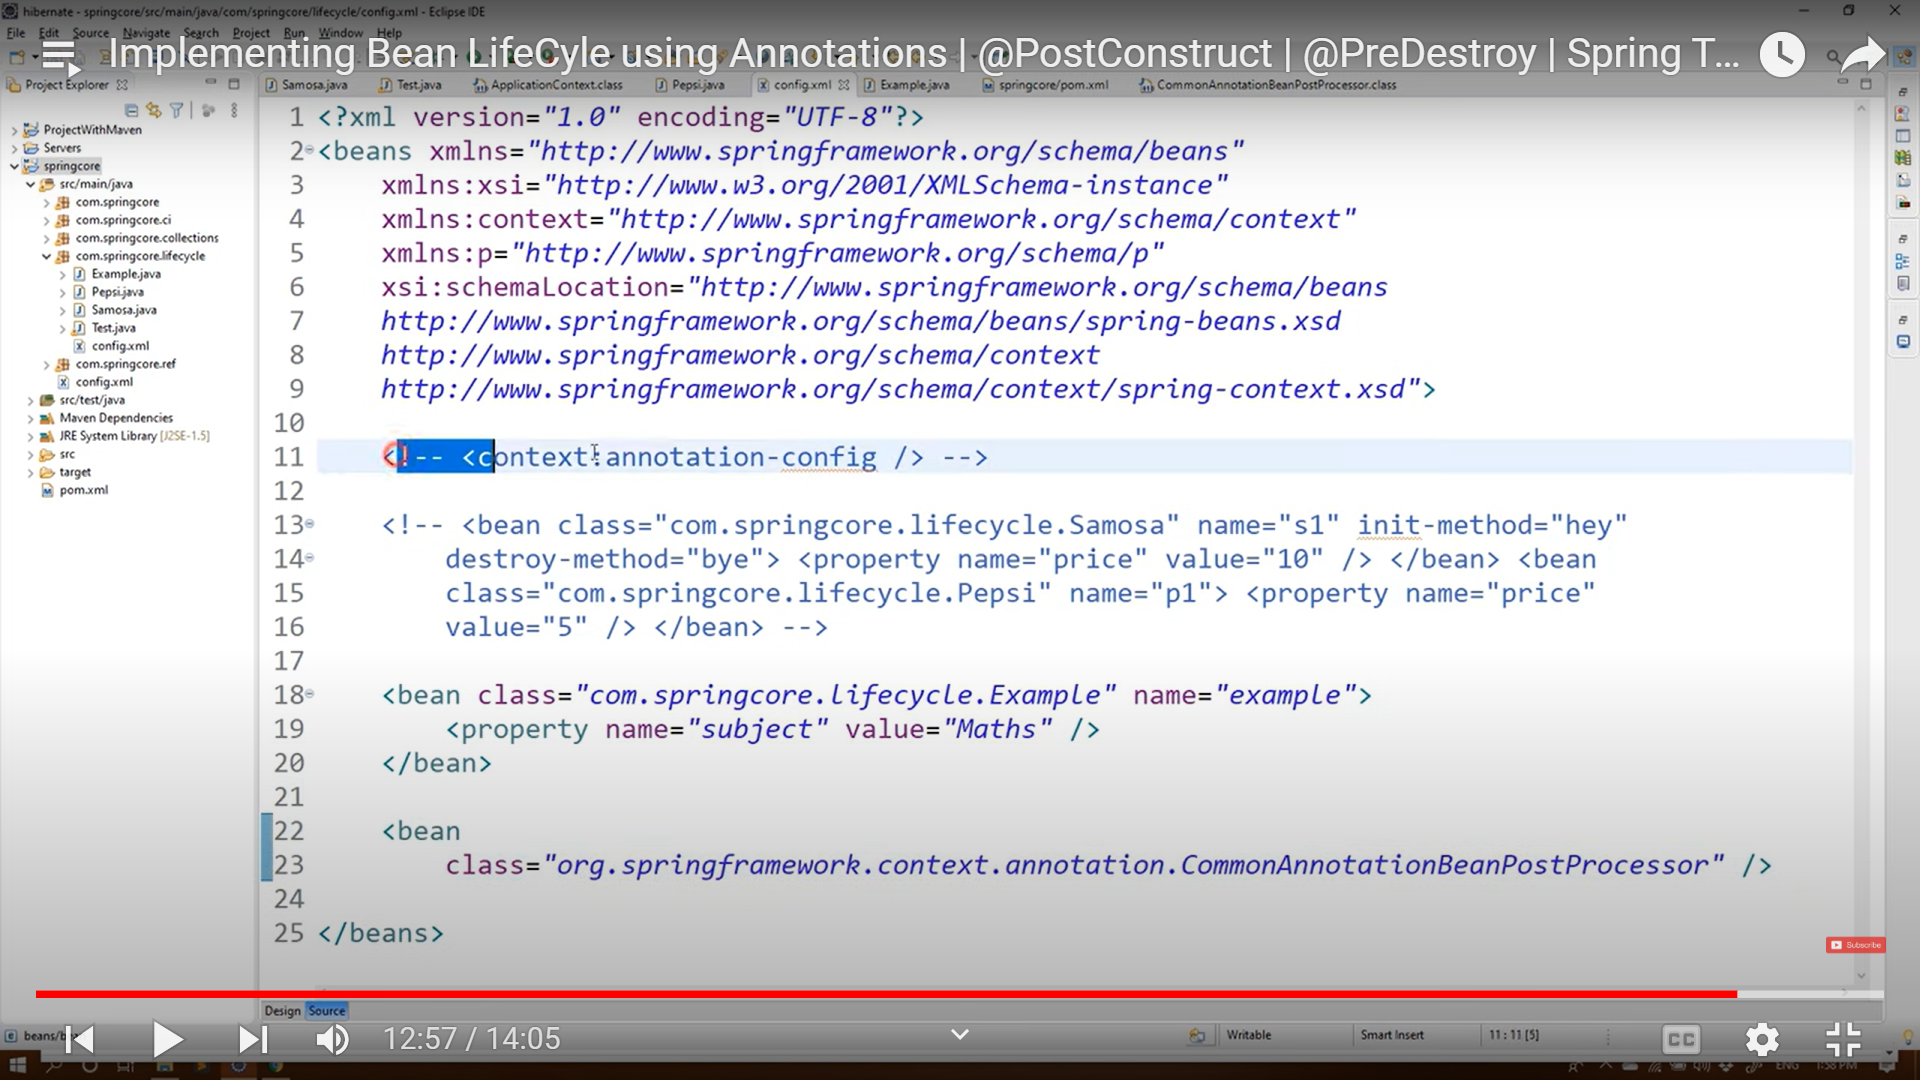 hibernate - springcore/src/main/java/com/springcore/lifecycle/config.xml - Eclipse IDE
File Edit Source Navigate Search Project Run Window Help
Implementing Bean LifeCyle using Annotations | @PostConstruct | @PreDestroy | Spring T...
Project Explorer
Samosa.java Test.java ApplicationContext.class Pepsi.java config.xml Example.java springcore/pom.xml CommonAnnotationBeanPostProcessor.class
ProjectWithMaven
Servers
springcore
src/main/java
com.springcore
com.springcore.ci
com.springcore.collections
com.springcore.lifecycle
Example.java
Pepsi.java
Samosa.java
Test.java
config.xml
com.springcore.ref
config.xml
src/test/java
Maven Dependencies
JRE System Library [J2SE-1.5]
src
target
pom.xml
1 <?xml version="1.0" encoding="UTF-8"?>
2 <beans xmlns="http://www.springframework.org/schema/beans"
3 xmlns:xsi="http://www.w3.org/2001/XMLSchema-instance"
4 xmlns:context="http://www.springframework.org/schema/context"
5 xmlns:p="http://www.springframework.org/schema/p"
6 xsi:schemaLocation="http://www.springframework.org/schema/beans
7 http://www.springframework.org/schema/beans/spring-beans.xsd
8 http://www.springframework.org/schema/context
9 http://www.springframework.org/schema/context/spring-context.xsd">
10
11 <!-- <context:annotation-config /> -->
12
13 <!-- <bean class="com.springcore.lifecycle.Samosa" name="s1" init-method="hey"
14 destroy-method="bye"> <property name="price" value="10" /> </bean> <bean
15 class="com.springcore.lifecycle.Pepsi" name="p1"> <property name="price"
16 value="5" /> </bean> -->
17
18 <bean class="com.springcore.lifecycle.Example" name="example">
19 <property name="subject" value="Maths" />
20 </bean>
21
22 <bean
23 class="org.springframework.context.annotation.CommonAnnotationBeanPostProcessor" />
24
25 </beans>
Subscribe
Design Source
12:57 / 14:05
Writable Smart Insert 11 : 11 [5]
CC
ENG 1:58 PM